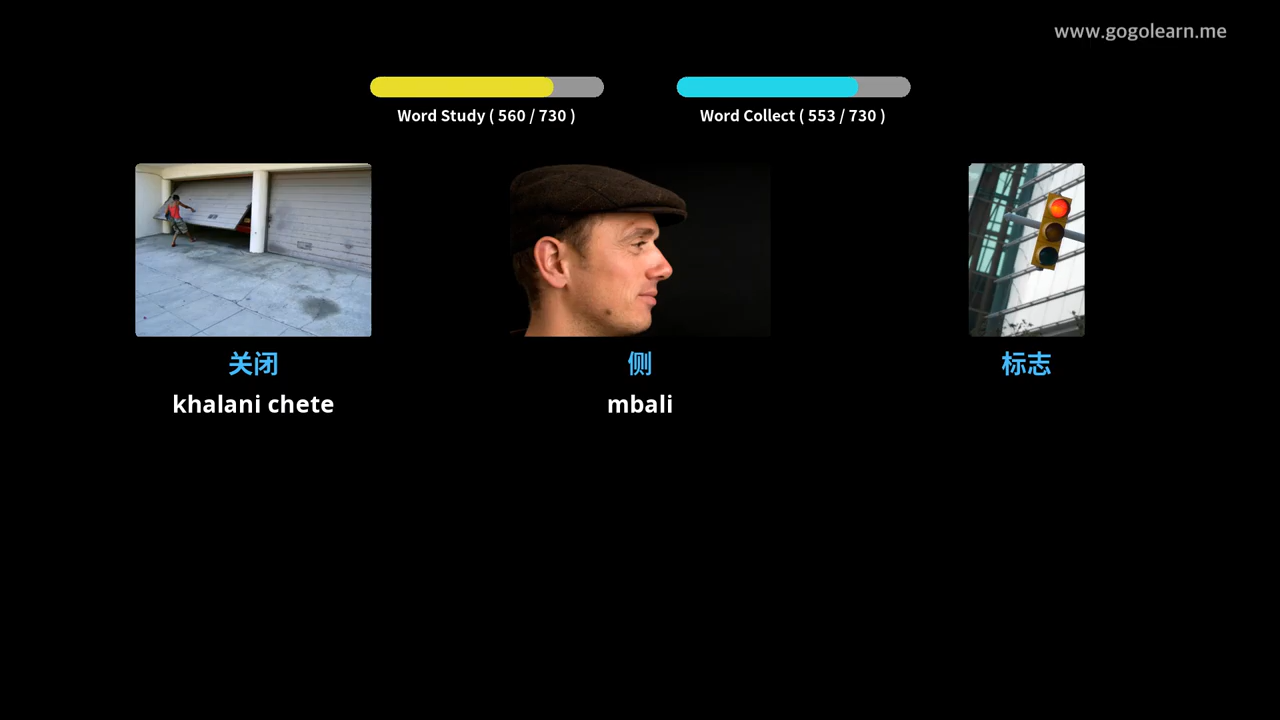 www.gogolearn.me
Word Study ( 560 / 730 )
Word Collect ( 553 / 730 )
关闭
侧
标志
khalani chete
mbali